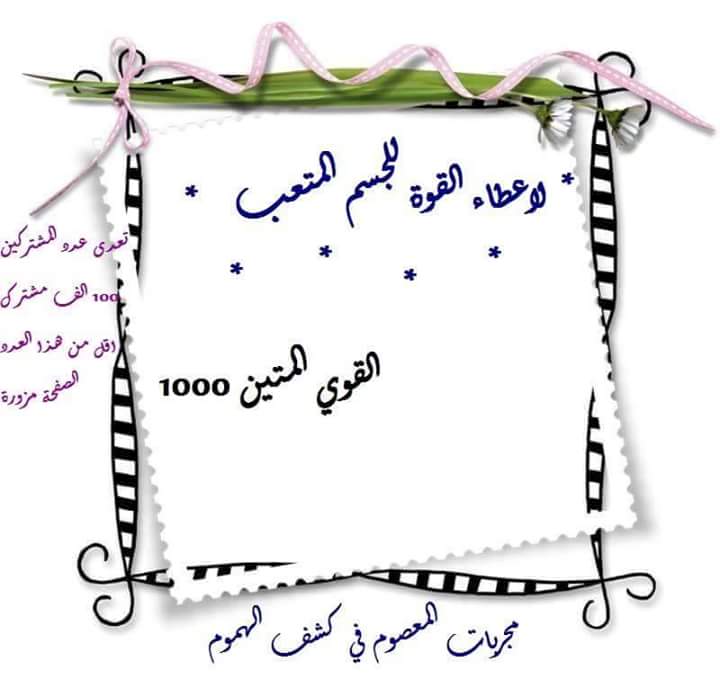 * لاعطاء القوة للجسم المتعب *
* * * *
القوي المتين 1000
تعدى عدد المشتركين
100 الف مشترك
اقل من هذا العدد
الصفحة مزورة
مجربات المعصوم في كشف الهموم